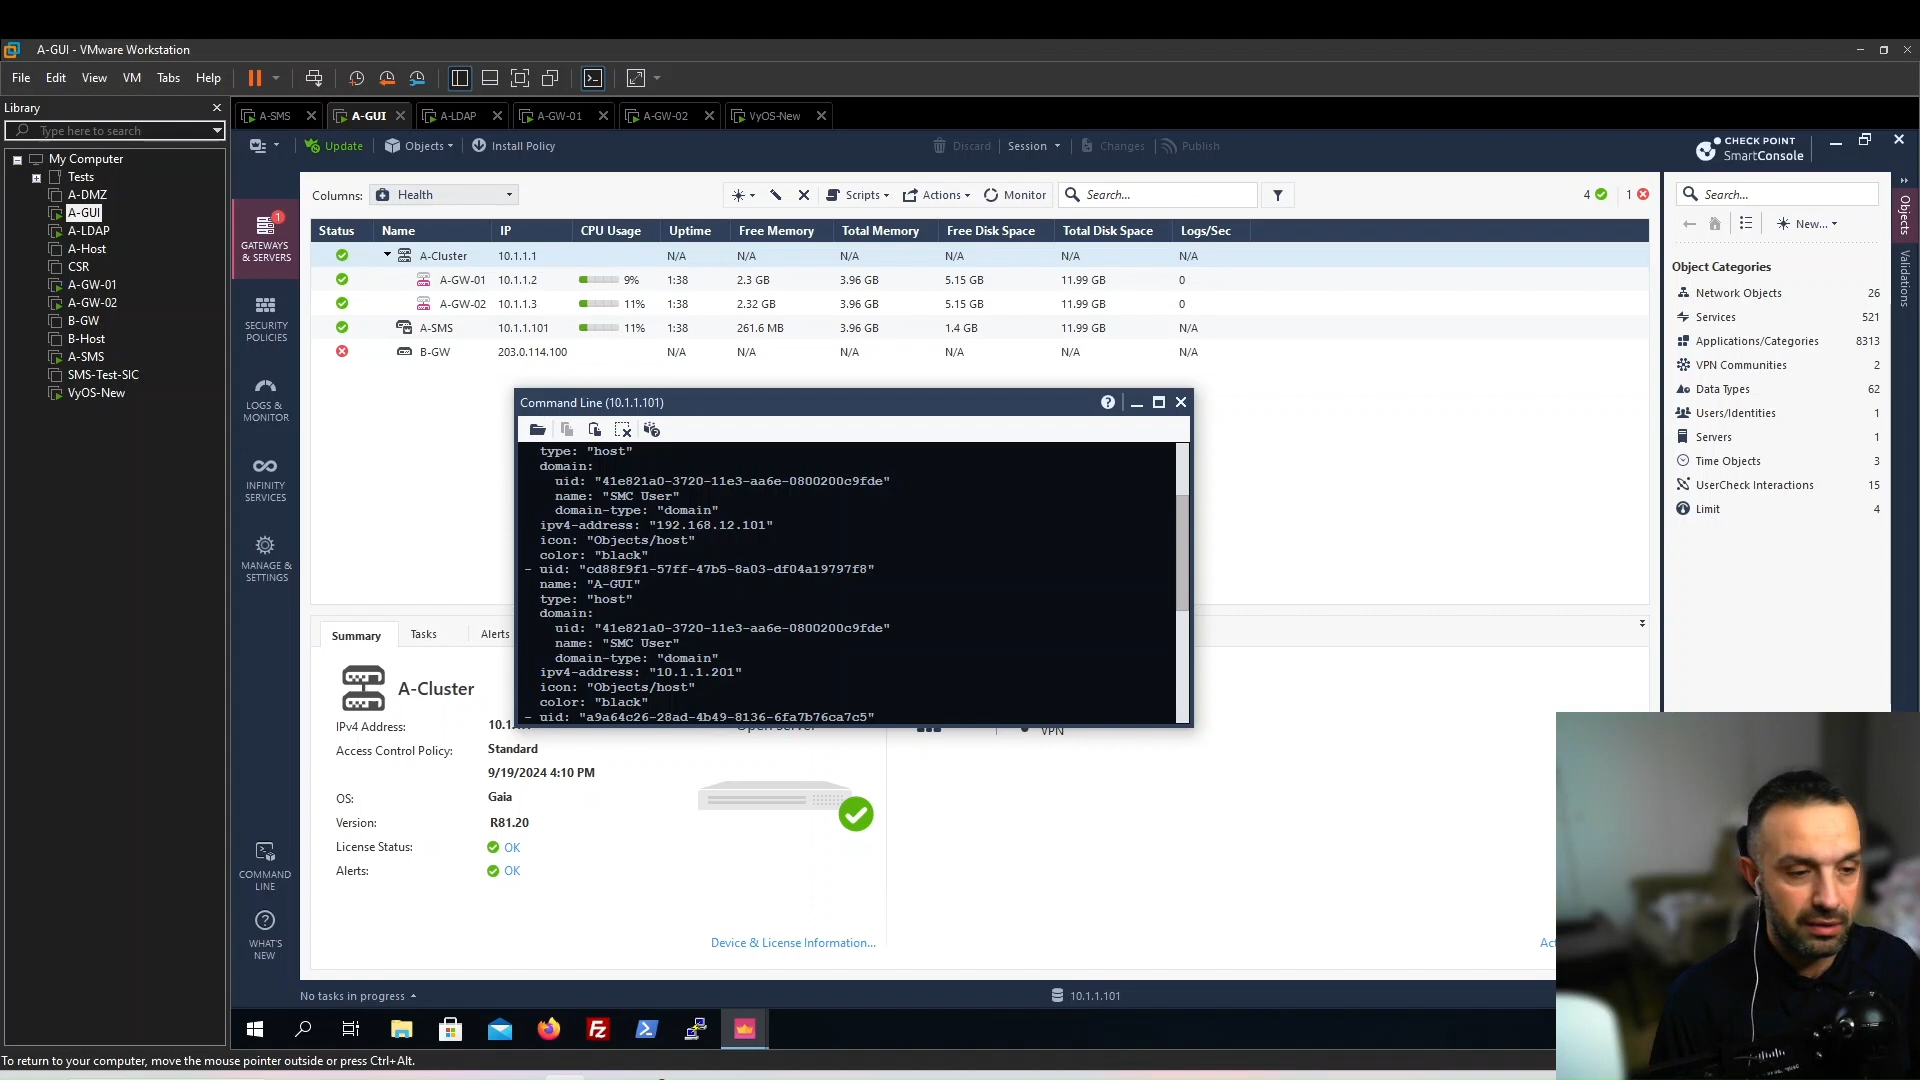 A-GUI - VMware Workstation
File Edit View VM Tabs Help
Library
Type here to search
My Computer
Tests
A-DMZ
A-GUI
A-LDAP
A-Host
CSR
A-GW-01
A-GW-02
B-GW
B-Host
A-SMS
SMS-Test-SIC
VyOS-New
A-SMS A-GUI A-LDAP A-GW-01 A-GW-02 VyOS-New
Update Objects Install Policy Discard Session Changes Publish
CHECK POINT
SmartConsole
1
GATEWAYS
& SERVERS
SECURITY
POLICIES
LOGS &
MONITOR
INFINITY
SERVICES
MANAGE &
SETTINGS
COMMAND
LINE
WHAT'S
NEW
Columns: Health Scripts Actions Monitor Search... 4 1
Status Name IP CPU Usage Uptime Free Memory Total Memory Free Disk Space Total Disk Space Logs/Sec
A-Cluster 10.1.1.1 N/A N/A N/A N/A N/A N/A
A-GW-01 10.1.1.2 9% 1:38 2.3 GB 3.96 GB 5.15 GB 11.99 GB 0
A-GW-02 10.1.1.3 11% 1:38 2.32 GB 3.96 GB 5.15 GB 11.99 GB 0
A-SMS 10.1.1.101 11% 1:38 261.6 MB 3.96 GB 1.4 GB 11.99 GB N/A
B-GW 203.0.114.100 N/A N/A N/A N/A N/A N/A
Command Line (10.1.1.101)
type: "host"
domain:
uid: "41e821a0-3720-11e3-aa6e-0800200c9fde"
name: "SMC User"
domain-type: "domain"
ipv4-address: "192.168.12.101"
icon: "Objects/host"
color: "black"
- uid: "cd88f9f1-57ff-47b5-8a03-df04a19797f8"
name: "A-GUI"
type: "host"
domain:
uid: "41e821a0-3720-11e3-aa6e-0800200c9fde"
name: "SMC User"
domain-type: "domain"
ipv4-address: "10.1.1.201"
icon: "Objects/host"
color: "black"
- uid: "a9a64c26-28ad-4b49-8136-6fa7b76ca7c5"
Summary Tasks Alerts
A-Cluster
IPv4 Address: 10.1.
Access Control Policy: Standard
9/19/2024 4:10 PM
OS: Gaia
Version: R81.20
License Status: OK
Alerts: OK
Open Server
VPN
Device & License Information...
Act
Search...
New...
Object Categories
Network Objects 26
Services 521
Applications/Categories 8313
VPN Communities 2
Data Types 62
Users/Identities 1
Servers 1
Time Objects 3
UserCheck Interactions 15
Limit 4
Objects
Validations
No tasks in progress 10.1.1.101
To return to your computer, move the mouse pointer outside or press Ctrl+Alt.